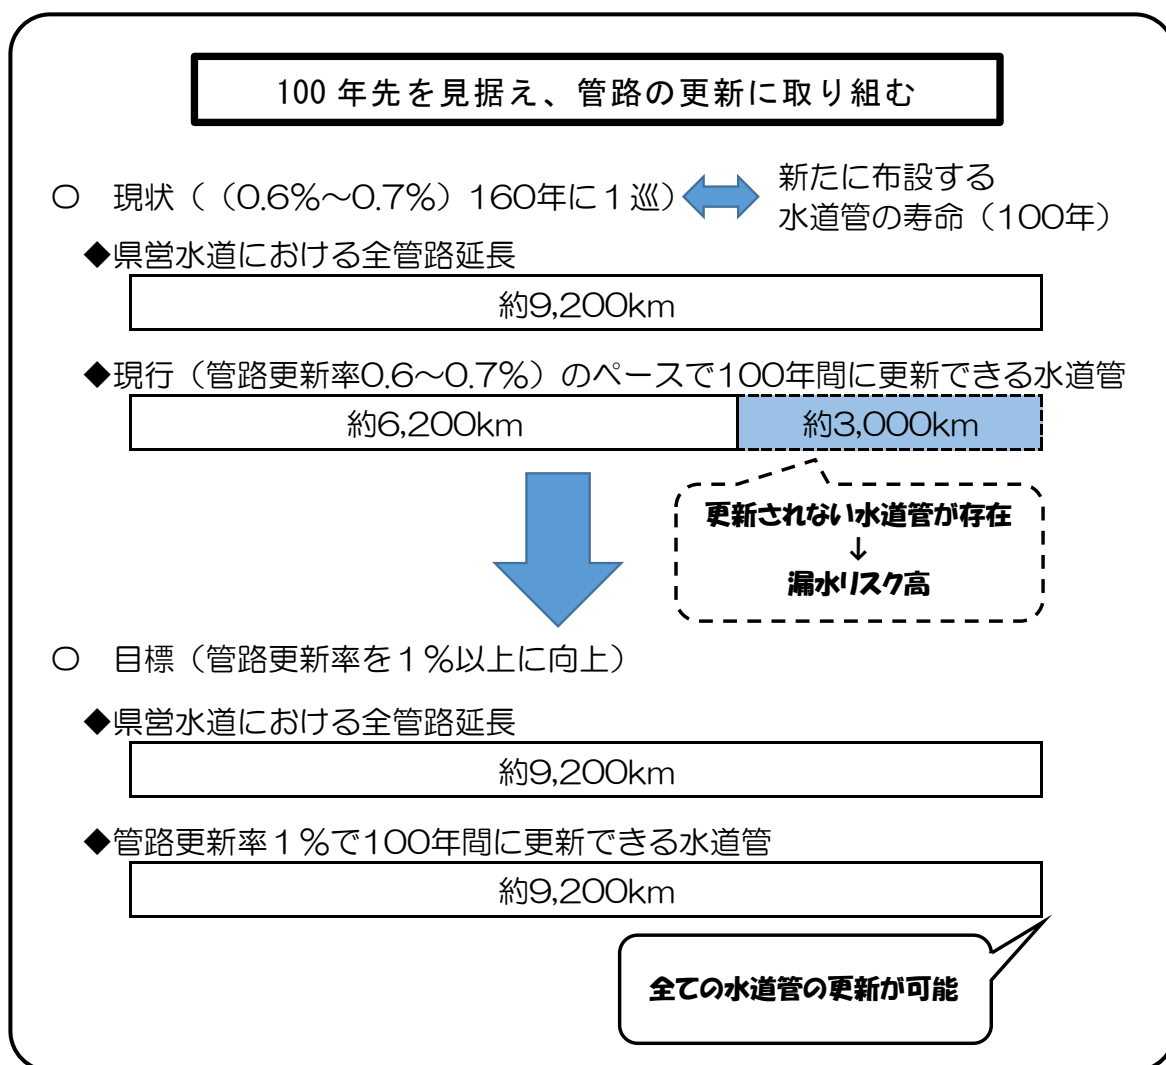 100 年先を見据え、管路の更新に取り組む
○ 現状（（0.6%～0.7%）160年に１巡）
新たに布設する
水道管の寿命（100年）
◆県営水道における全管路延長
約9,200km
◆現行（管路更新率0.6～0.7%）のペースで100年間に更新できる水道管
約6,200km
約3,000km
更新されない水道管が存在
↓
漏水リスク高
○ 目標（管路更新率を１%以上に向上）
◆県営水道における全管路延長
約9,200km
◆管路更新率１%で100年間に更新できる水道管
約9,200km
全ての水道管の更新が可能